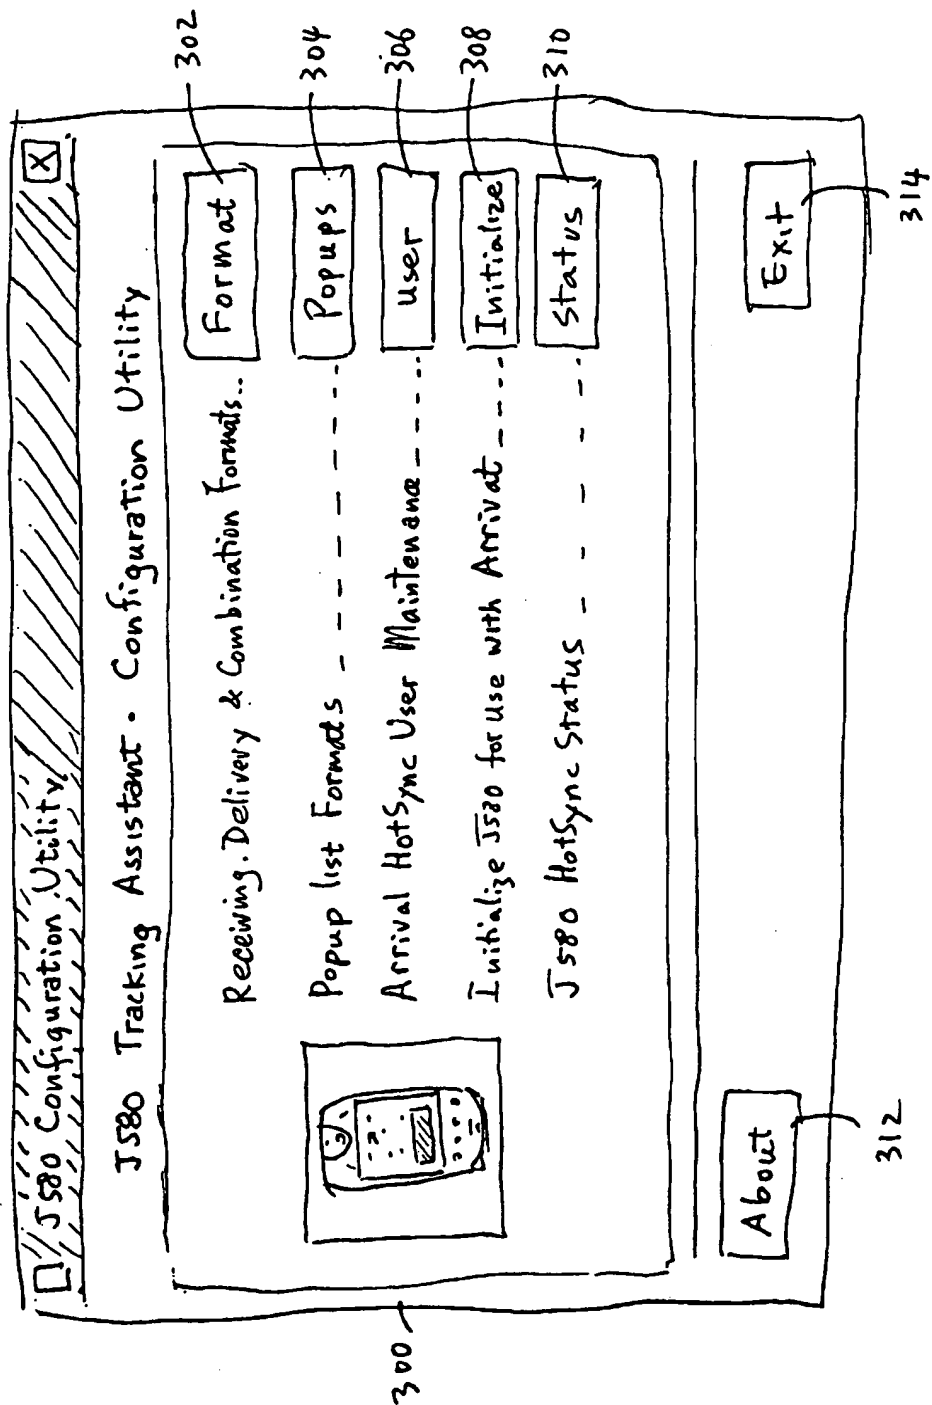 J580 Configuration Utility X
J580 Tracking Assistant. Configuration Utility
Receiving. Delivery & Combination Formats.. Format 302
Popup list Formats - - - - - - - - Popups 304
Arrival HotSync User Maintenance - - - - User 306
Initialize J580 for use with Arrival - - - - Initialize 308
J580 HotSync Status - - - - - - Status 310
300
About Exit
312 314